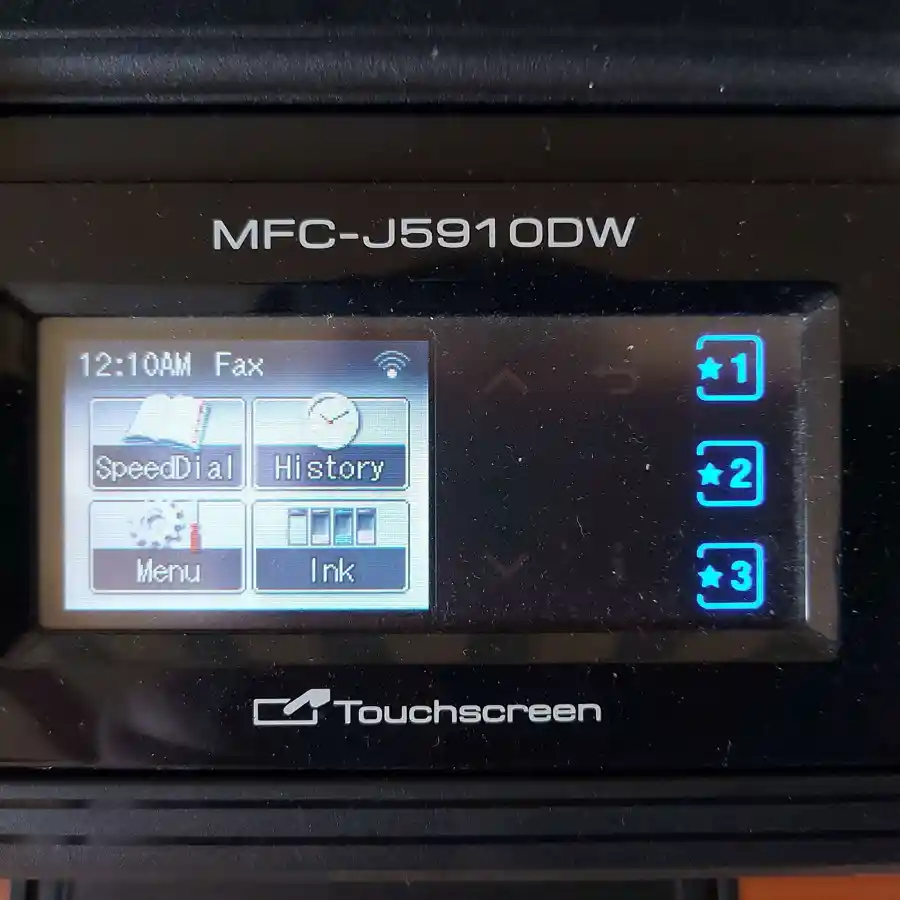 MFC-J5910DW
12:10AM Fax
SpeedDial History
Menu Ink
1
2
3
Touchscreen